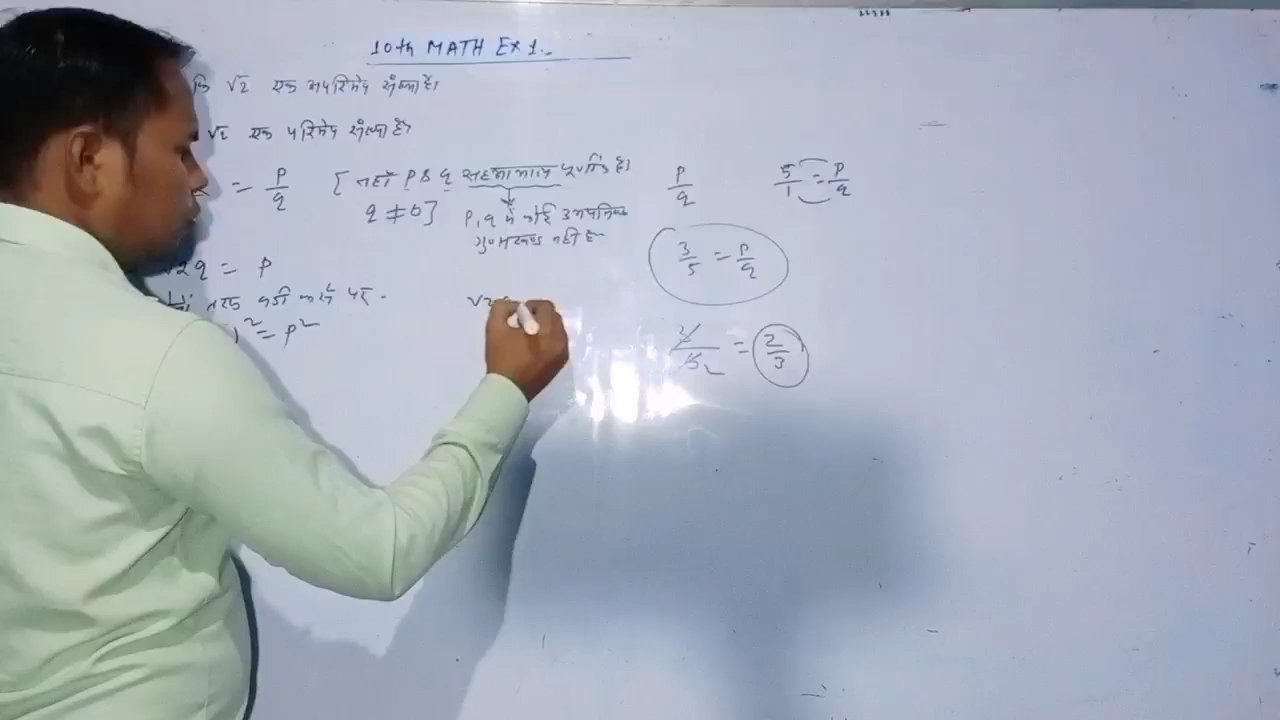 10th MATH EX 1.
कि √2 एक अपरिमेय संख्या है।
√2 एक परिमेय संख्या है।
= p/q [ जहाँ P & q सहअभाज्य पूर्णांक है।
q ≠ 0 ]
P, q में कोई उभयनिष्ठ
गुणनखण्ड नहीं है
√2q = P
तरफ वर्ग करने पर -
)² = P²
√2
P/q
5/1 = P/q
3/5 = P/q
= 2/3